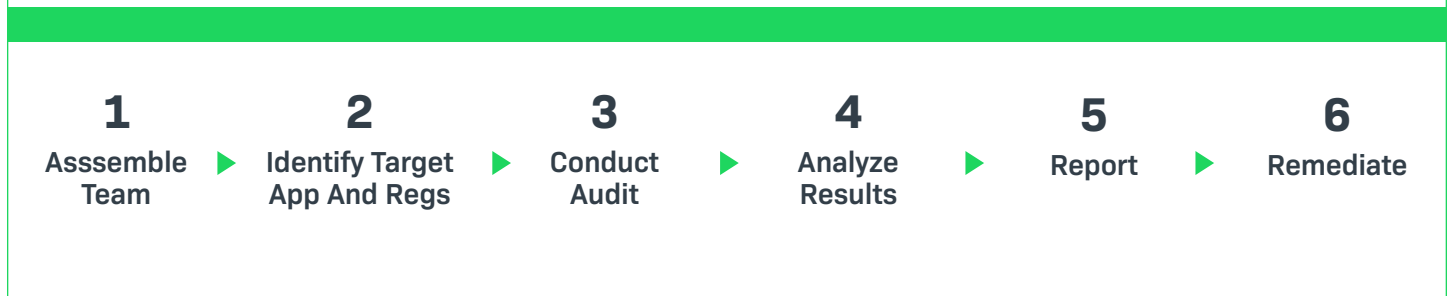 1
Asssemble
Team
2
Identify Target
App And Regs
3
Conduct
Audit
4
Analyze
Results
5
Report
6
Remediate